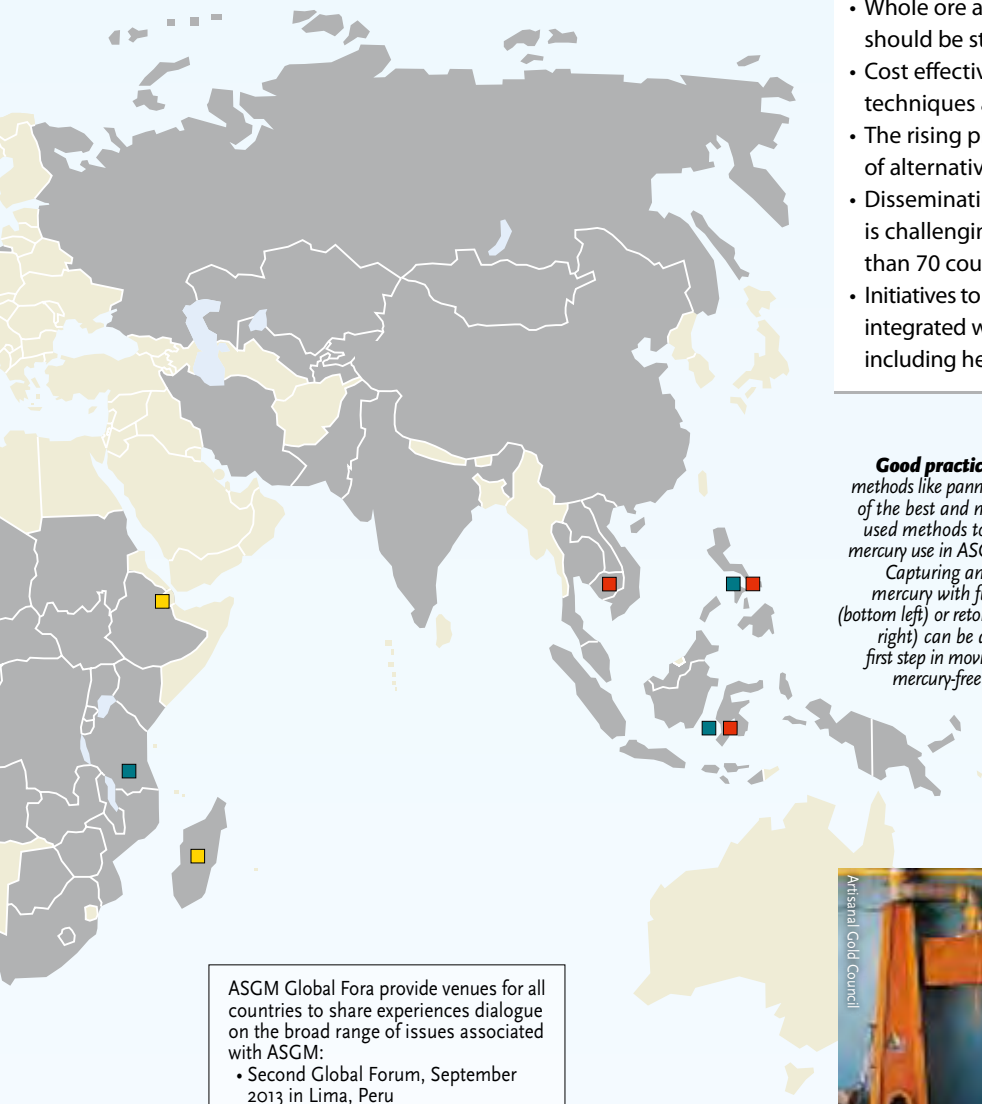 • Whole ore a
should be st
• Cost effectiv
techniques a
• The rising p
of alternativ
• Disseminati
is challengin
than 70 cou
• Initiatives to
integrated w
including he
Good practic
methods like pann
of the best and m
used methods to
mercury use in ASG
Capturing an
mercury with fu
(bottom left) or reto
right) can be a
first step in movi
mercury-free
Artisanal Gold Council
ASGM Global Fora provide venues for all
countries to share experiences dialogue
on the broad range of issues associated
with ASGM:
• Second Global Forum, September
2013 in Lima, Peru